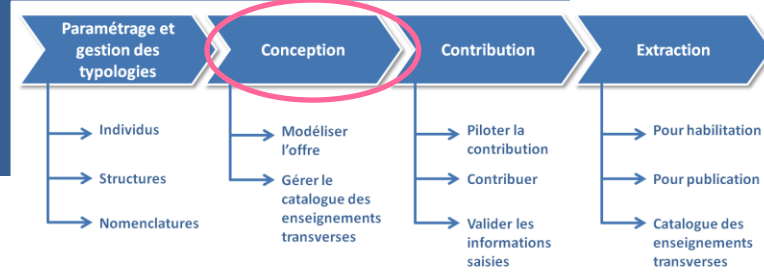 Paramétrage et
gestion des
typologies
Conception
Contribution
Extraction
Individus
Structures
Nomenclatures
Modéliser
l'offre
Gérer le
catalogue des
enseignements
transverses
Piloter la
contribution
Contribuer
Valider les
informations
saisies
Pour habilitation
Pour publication
Catalogue des
enseignements
transverses